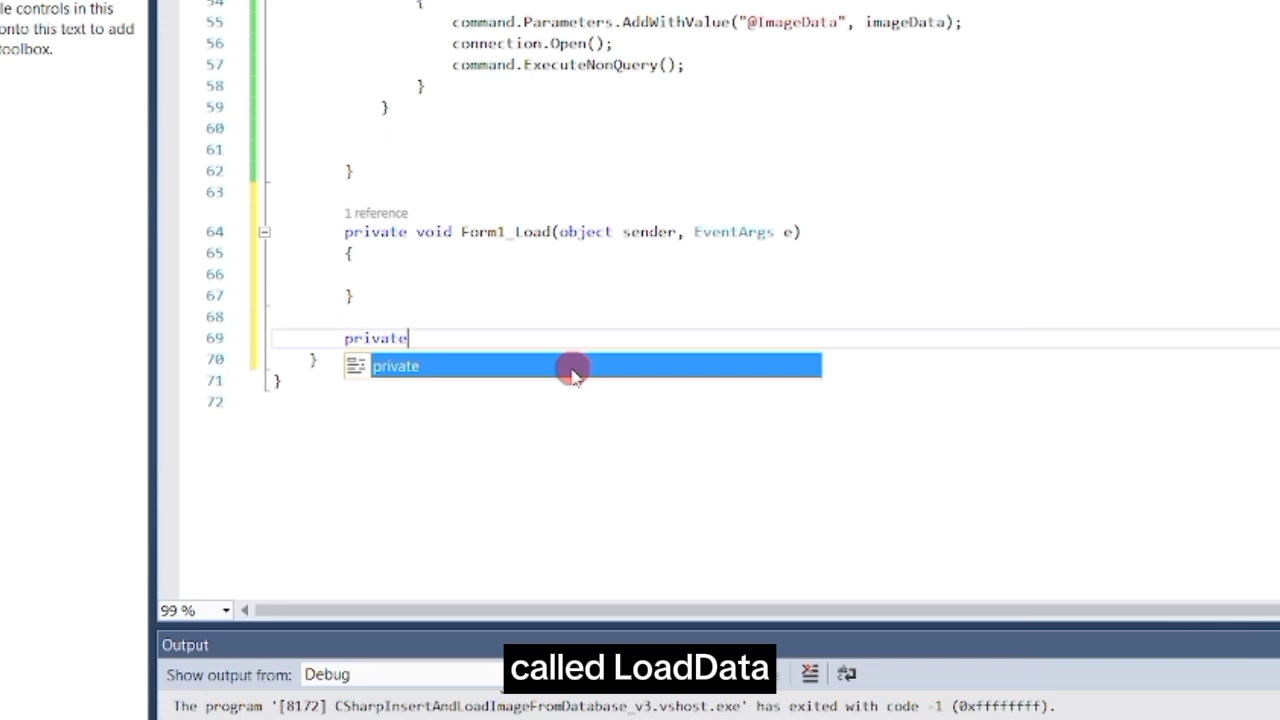 le controls in this
onto this text to add
toolbox.
54 {
55 command.Parameters.AddWithValue("@ImageData", imageData);
56 connection.Open();
57 command.ExecuteNonQuery();
58 }
59 }
60
61
62 }
63
1 reference
64 private void Form1_Load(object sender, EventArgs e)
65 {
66
67 }
68
69 private
private
70 }
71 }
72
99 %
Output
Show output from: Debug
called LoadData
The program '[8172] CSharpInsertAndLoadImageFromDatabase_v3.vshost.exe' has exited with code -1 (0xffffffff).